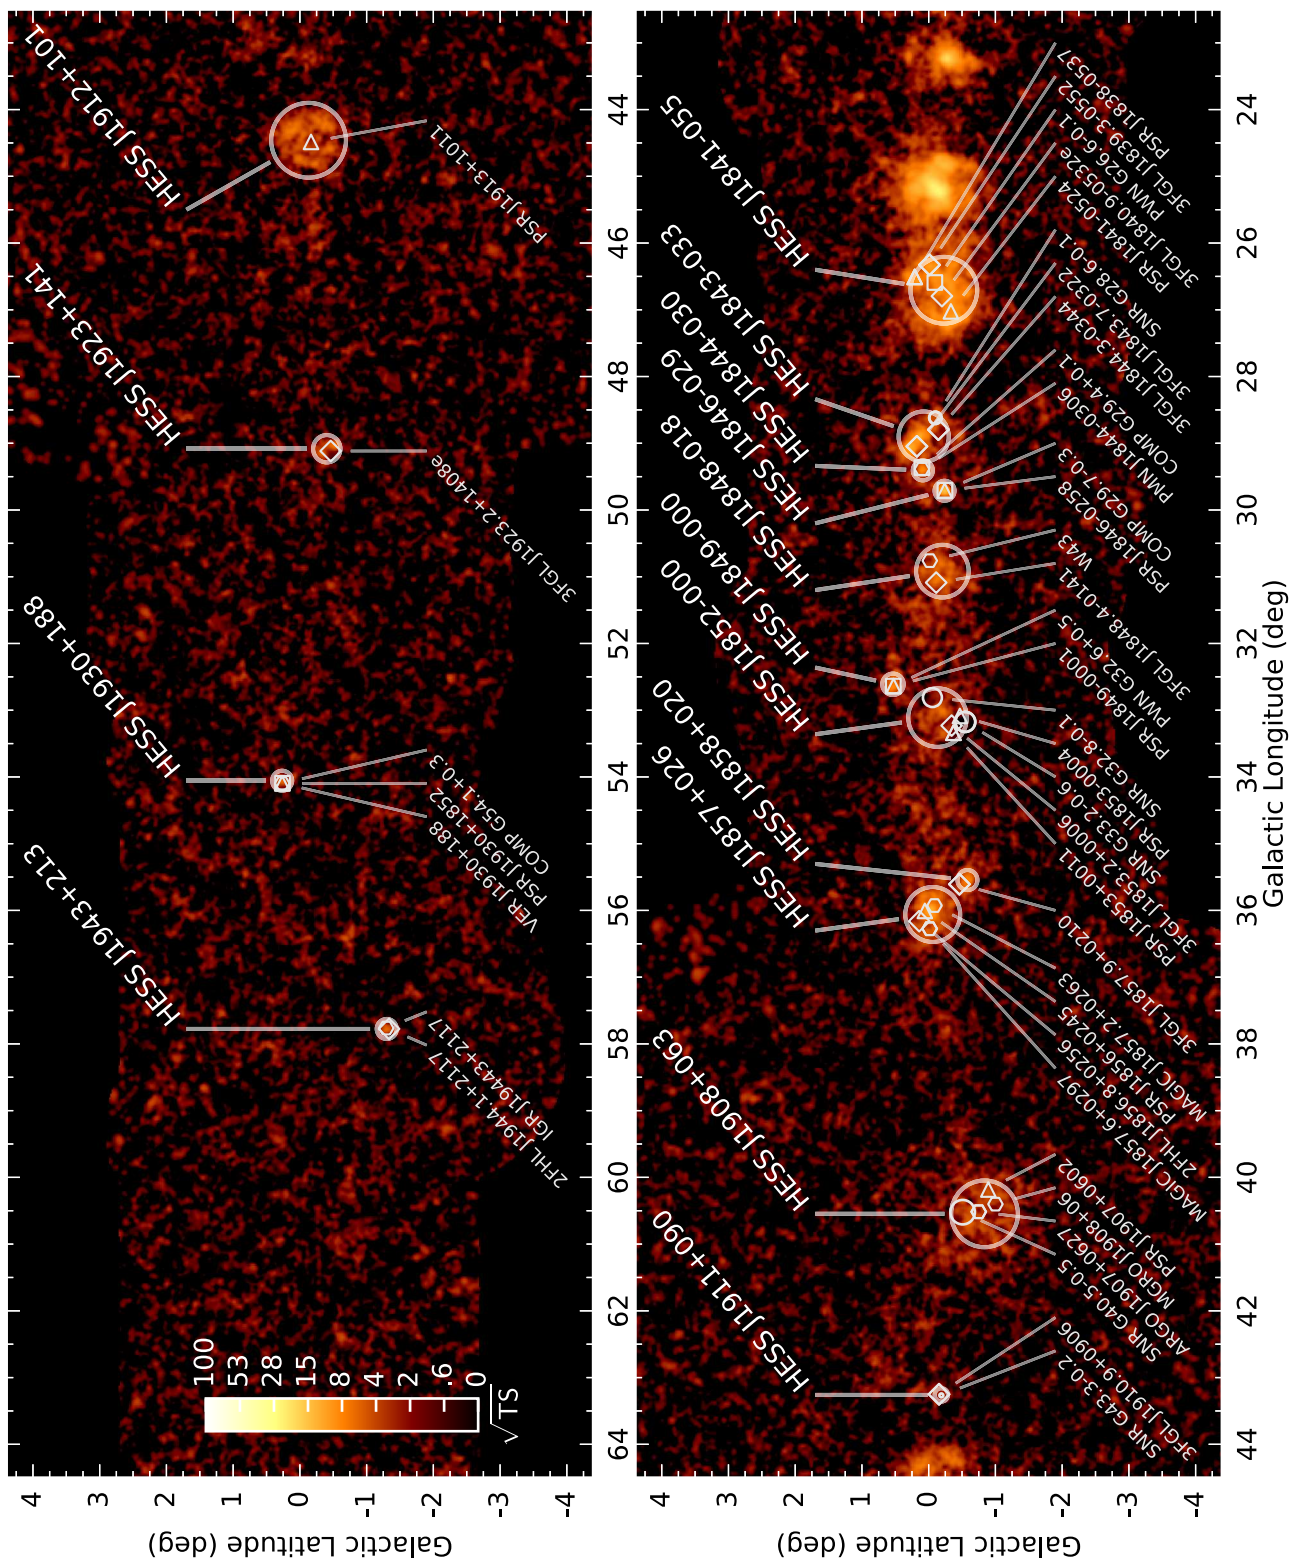 HESS J1943+213
HESS J1930+188
HESS J1923+141
HESS J1912+101
2FHL J1944.1+2117
IGR J19443+2117
VER J1930+188
PSR J1930+1852
COMP G54.1+0.3
3FGL J1923.2+1408e
PSR J1913+1011
100
53
28
15
8
4
2
.6
0
√TS
4
3
2
1
0
-1
-2
-3
-4
Galactic Latitude (deg)
64
62
60
58
56
54
52
50
48
46
44
HESS J1911+090
HESS J1908+063
HESS J1857+026
HESS J1858+020
HESS J1852-000
HESS J1849-000
HESS J1848-018
HESS J1846-029
HESS J1844-030
HESS J1843-033
HESS J1841-055
3FGL J1910.9+0906
SNR G43.3-0.2
SNR G40.5-0.5
ARGO J1907+0627
MGRO J1908+06
PSR J1907+0602
MAGIC J1857.6+0297
2FHL J1856.8+0256
PSR J1856+0245
MAGIC J1857.2+0263
3FGL J1857.9+0210
PSR J1853+0011
3FGL J1853.2+0006
SNR G33.2-0.6
PSR J1853-0004
SNR G32.8-0.1
PSR J1849-0001
PWN G32.6+0.5
3FGL J1848.4-0141
W43
PSR J1846-0258
COMP G29.7-0.3
PMN J1844-0306
COMP G29.4+0.1
3FGL J1844.3-0344
3FGL J1843.7-0322
SNR G28.6-0.1
PSR J1841-0524
3FGL J1840.9-0532e
PWN G26.6-0.1
3FGL J1839.3-0552
PSR J1838-0537
4
3
2
1
0
-1
-2
-3
-4
Galactic Latitude (deg)
44
42
40
38
36
34
32
30
28
26
24
Galactic Longitude (deg)